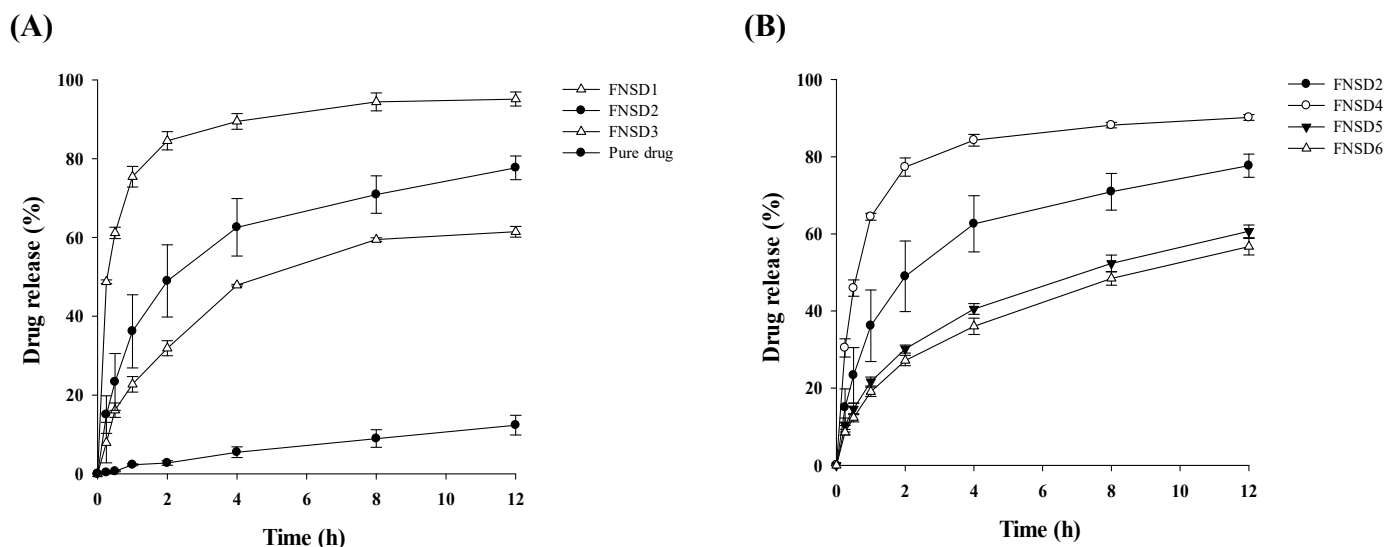 (A)
Drug release (%)
100
80
60
40
20
0
0 2 4 6 8 10 12
Time (h)
FNSD1
FNSD2
FNSD3
Pure drug
(B)
Drug release (%)
100
80
60
40
20
0
0 2 4 6 8 10 12
Time (h)
FNSD2
FNSD4
FNSD5
FNSD6